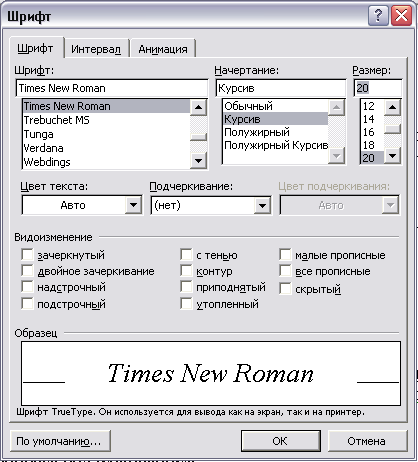 Шрифт
Шрифт Интервал Анимация
Шрифт: Начертание: Размер:
Times New Roman Курсив 20
Times New Roman Обычный 12
Trebuchet MS Курсив 14
Tunga Полужирный 16
Verdana Полужирный Курсив 18
Webdings 20
Цвет текста: Подчеркивание: Цвет подчеркивания:
Авто (нет) Авто
Видоизменение
зачеркнутый с тенью малые прописные
двойное зачеркивание контур все прописные
надстрочный приподнятый скрытый
подстрочный утопленный
Образец
Times New Roman
Шрифт TrueType. Он используется для вывода как на экран, так и на принтер.
По умолчанию... ОК Отмена